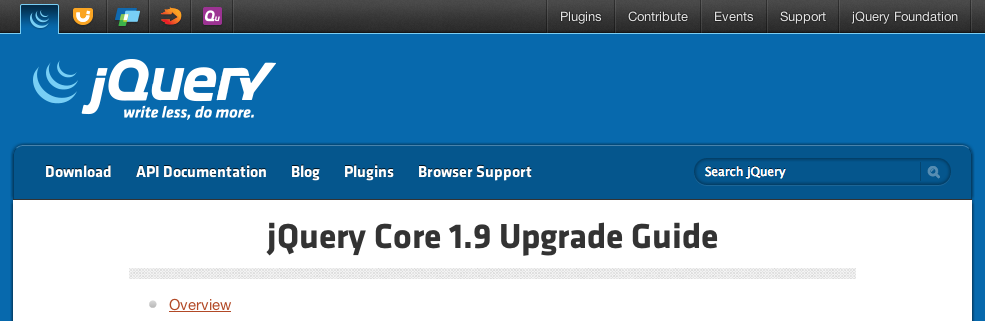 Qu
Plugins Contribute Events Support jQuery Foundation
jQuery
write less, do more.
Download API Documentation Blog Plugins Browser Support Search jQuery
jQuery Core 1.9 Upgrade Guide
Overview